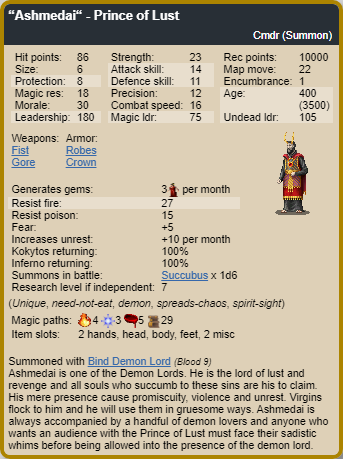 "Ashmedai" - Prince of Lust
Cmdr (Summon)
Hit points: 86 Strength: 23 Rec points: 10000
Size: 6 Attack skill: 14 Map move: 22
Protection: 8 Defence skill: 11 Encumbrance: 1
Magic res: 18 Precision: 12 Age: 400
Morale: 30 Combat speed: 16 (3500)
Leadership: 180 Magic ldr: 75 Undead ldr: 105
Weapons: Armor:
Fist Robes
Gore Crown
Generates gems: 3 per month
Resist fire: 27
Resist poison: 15
Fear: +5
Increases unrest: +10 per month
Kokytos returning: 100%
Inferno returning: 100%
Summons in battle: Succubus x 1d6
Research level if independent: 7
(Unique, need-not-eat, demon, spreads-chaos, spirit-sight)
Magic paths: 4 3 5 29
Item slots: 2 hands, head, body, feet, 2 misc
Summoned with Bind Demon Lord (Blood 9)
Ashmedai is one of the Demon Lords. He is the lord of lust and
revenge and all souls who succumb to these sins are his to claim.
His mere presence cause promiscuity, violence and unrest. Virgins
flock to him and he will use them in gruesome ways. Ashmedai is
always accompanied by a handful of demon lovers and anyone who
wants an audience with the Prince of Lust must face their sadistic
whims before being allowed into the presence of the demon lord.